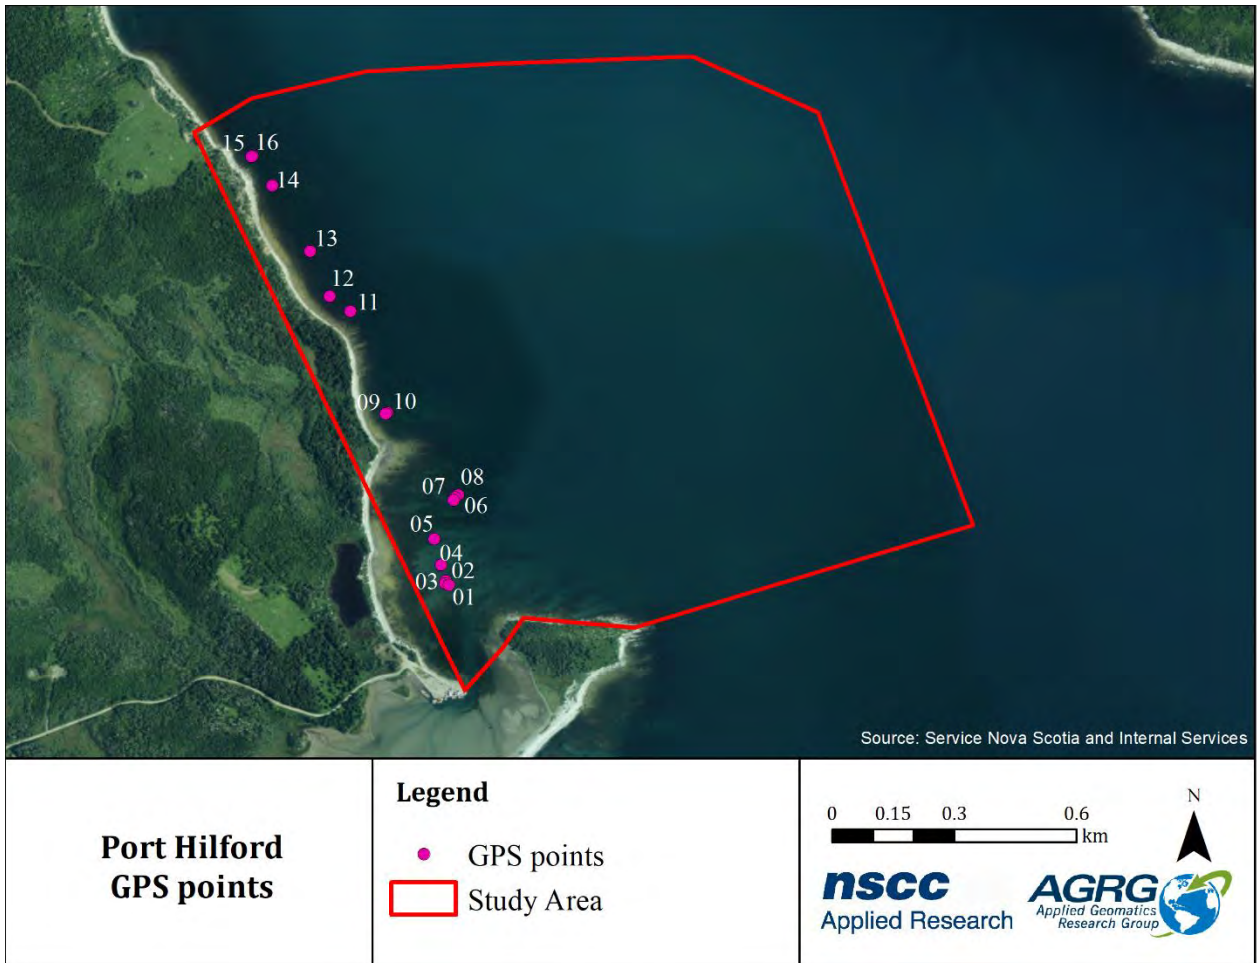 15 16
14
13
12
11
09 10
08
07
06
05
04
02
03
01
Source: Service Nova Scotia and Internal Services
Port Hilford
GPS points
Legend
GPS points
Study Area
0 0.15 0.3 0.6
km
N
nscc
Applied Research
AGRG
Applied Geomatics
Research Group